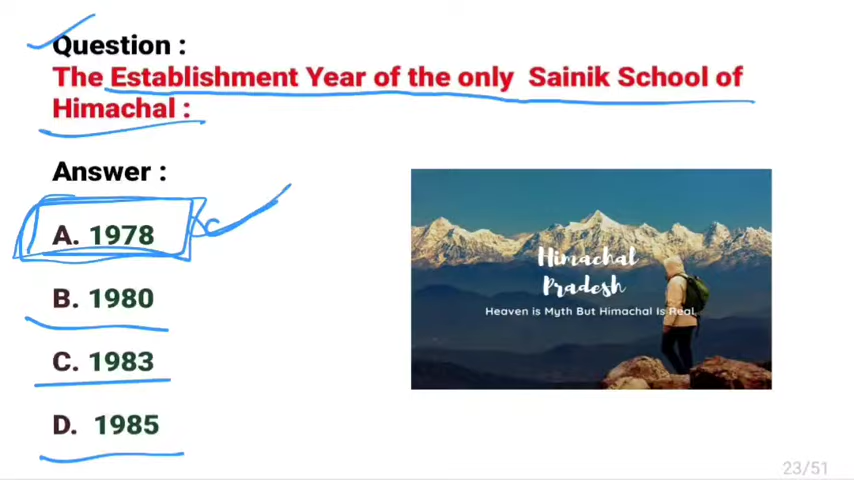 Question :
The Establishment Year of the only Sainik School of
Himachal :
Answer :
A. 1978
B. 1980
C. 1983
D. 1985
Himachal
Pradesh
Heaven is Myth But Himachal Is Real
23/51